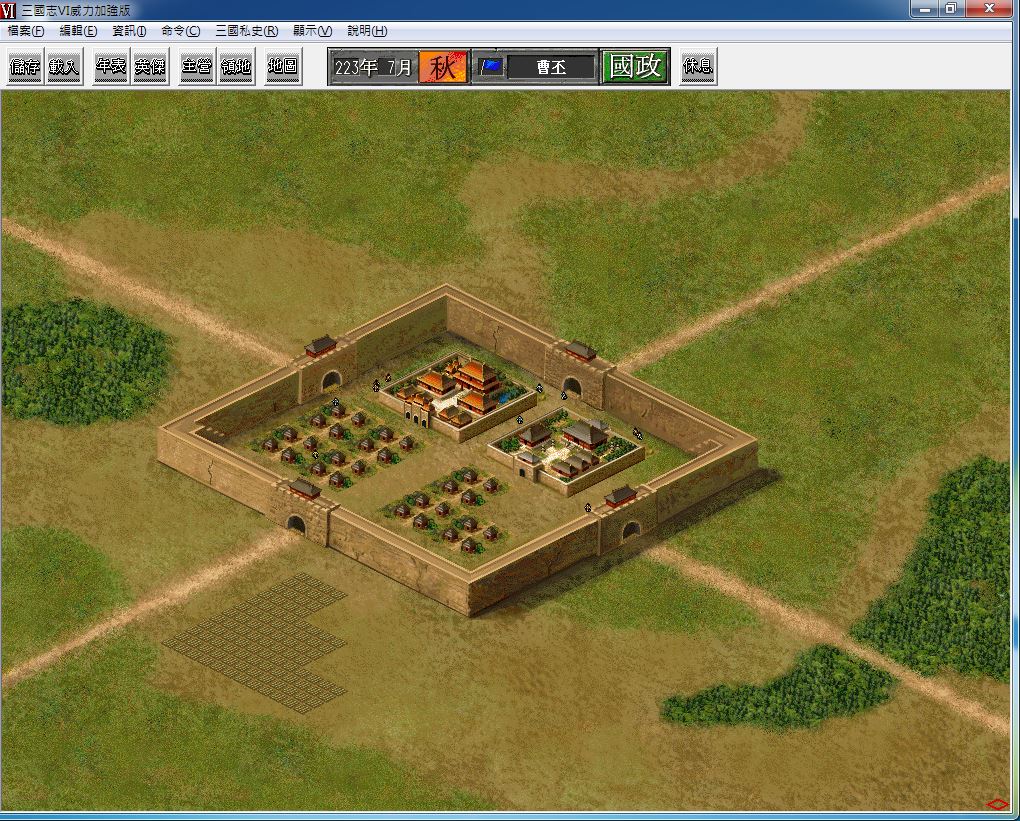 VI 三國志VI威力加強版
檔案(F) 編輯(E) 資訊(I) 命令(C) 三國私史(R) 顯示(V) 說明(H)
儲存 載入 年表 英傑 主營 領地 地圖 223年 7月 秋 曹丕 國政 休息